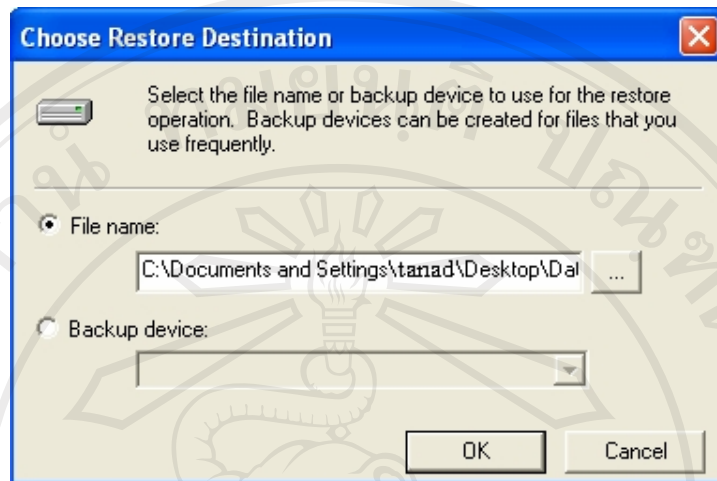 Choose Restore Destination
Select the file name or backup device to use for the restore
operation. Backup devices can be created for files that you
use frequently.
File name:
C:\Documents and Settings\tanad\Desktop\Dat
...
Backup device:
OK
Cancel